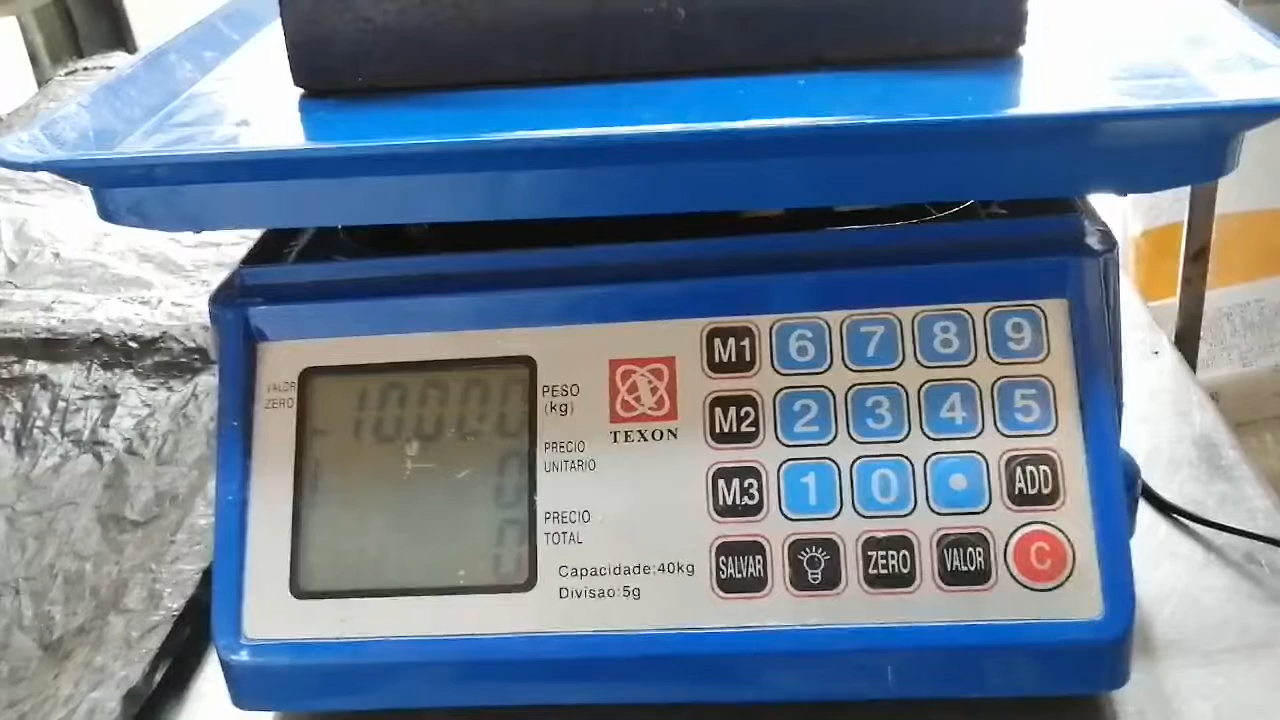 VALOR
ZERO
10.000
0
0
PESO
(kg)
PRECIO
UNITARIO
PRECIO
TOTAL
TEXON
Capacidade:40kg
Divisao:5g
M1 6 7 8 9
M2 2 3 4 5
M3 1 0 • ADD
SALVAR ZERO VALOR C